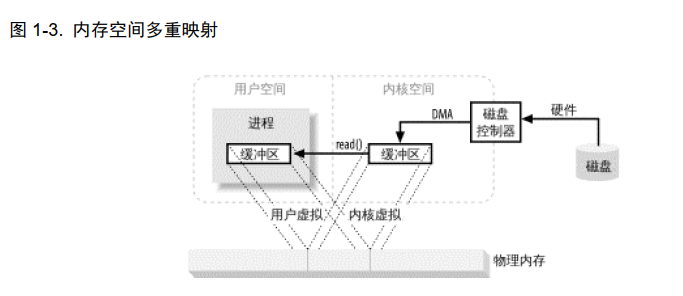 图 1-3. 内存空间多重映射
用户空间
内核空间
进程
缓冲区
read()
缓冲区
DMA
磁盘
控制器
硬件
磁盘
用户虚拟
内核虚拟
物理内存